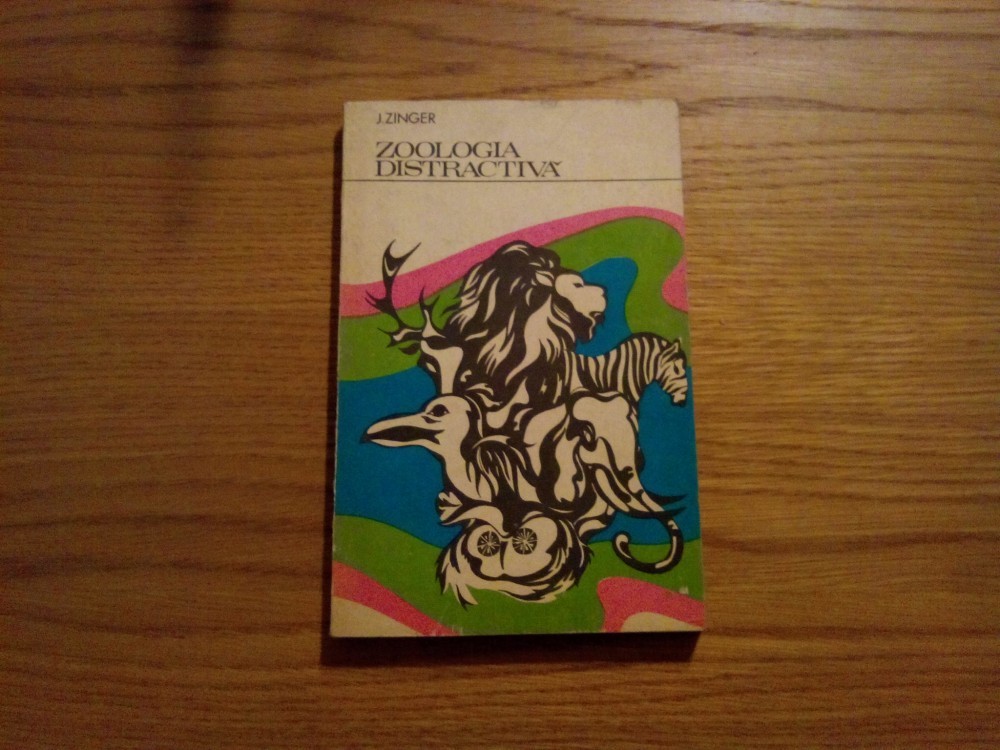 J. ZINGER
ZOOLOGIA
DISTRACTIVĂ